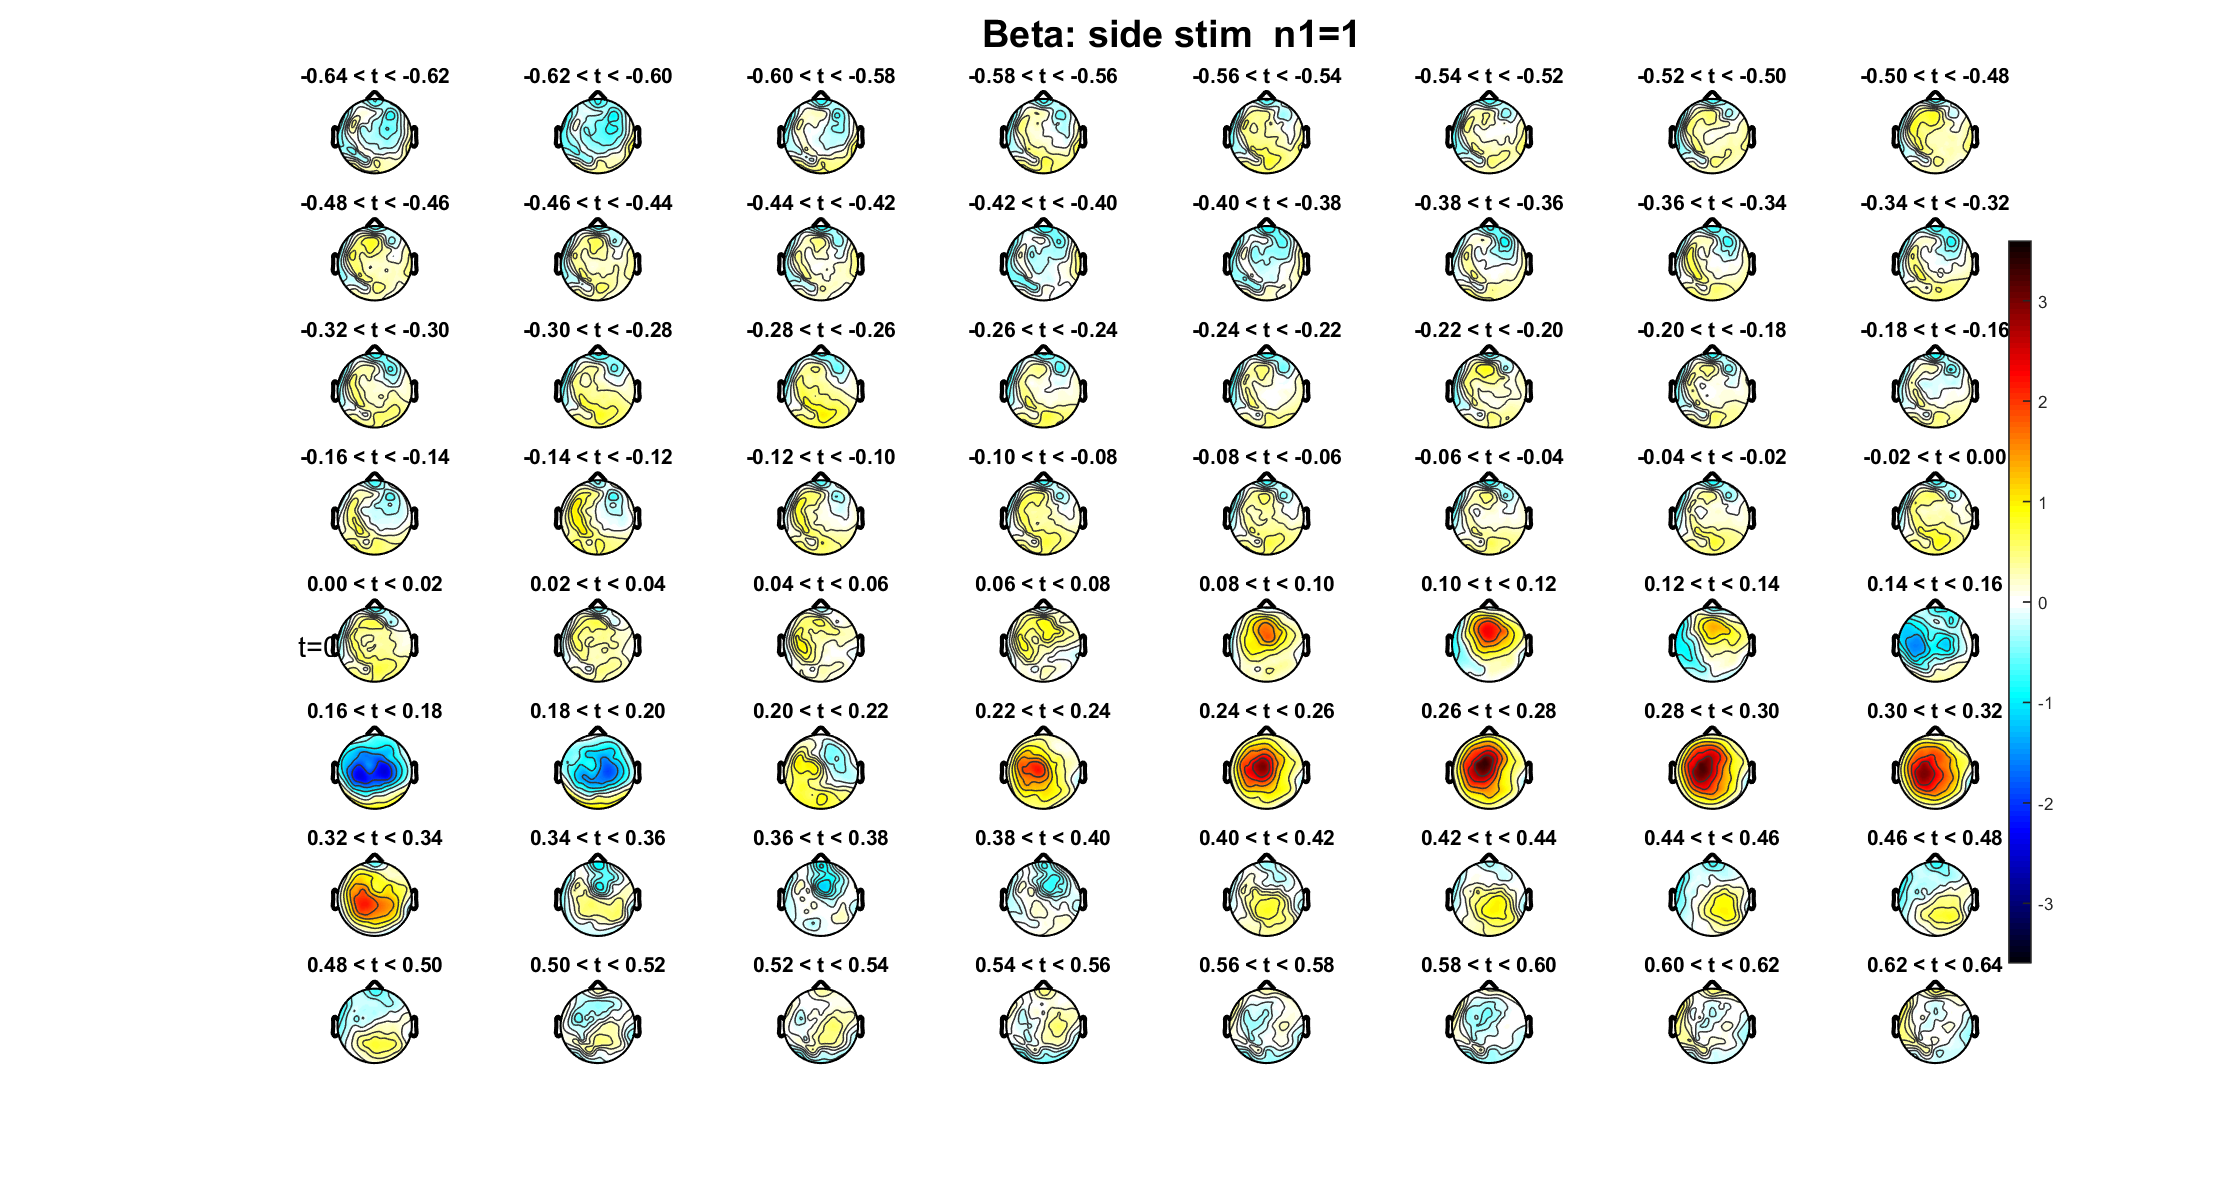 Beta: side stim  n1=1
-0.64 < t < -0.62 -0.62 < t < -0.60 -0.60 < t < -0.58 -0.58 < t < -0.56 -0.56 < t < -0.54 -0.54 < t < -0.52 -0.52 < t < -0.50 -0.50 < t < -0.48
-0.48 < t < -0.46 -0.46 < t < -0.44 -0.44 < t < -0.42 -0.42 < t < -0.40 -0.40 < t < -0.38 -0.38 < t < -0.36 -0.36 < t < -0.34 -0.34 < t < -0.32
3
-0.32 < t < -0.30 -0.30 < t < -0.28 -0.28 < t < -0.26 -0.26 < t < -0.24 -0.24 < t < -0.22 -0.22 < t < -0.20 -0.20 < t < -0.18 -0.18 < t < -0.16
2
-0.16 < t < -0.14 -0.14 < t < -0.12 -0.12 < t < -0.10 -0.10 < t < -0.08 -0.08 < t < -0.06 -0.06 < t < -0.04 -0.04 < t < -0.02 -0.02 < t < 0.00
1
0.00 < t < 0.02 0.02 < t < 0.04 0.04 < t < 0.06 0.06 < t < 0.08 0.08 < t < 0.10 0.10 < t < 0.12 0.12 < t < 0.14 0.14 < t < 0.16
0
t=0
-1
0.16 < t < 0.18 0.18 < t < 0.20 0.20 < t < 0.22 0.22 < t < 0.24 0.24 < t < 0.26 0.26 < t < 0.28 0.28 < t < 0.30 0.30 < t < 0.32
-2
0.32 < t < 0.34 0.34 < t < 0.36 0.36 < t < 0.38 0.38 < t < 0.40 0.40 < t < 0.42 0.42 < t < 0.44 0.44 < t < 0.46 0.46 < t < 0.48
-3
0.48 < t < 0.50 0.50 < t < 0.52 0.52 < t < 0.54 0.54 < t < 0.56 0.56 < t < 0.58 0.58 < t < 0.60 0.60 < t < 0.62 0.62 < t < 0.64